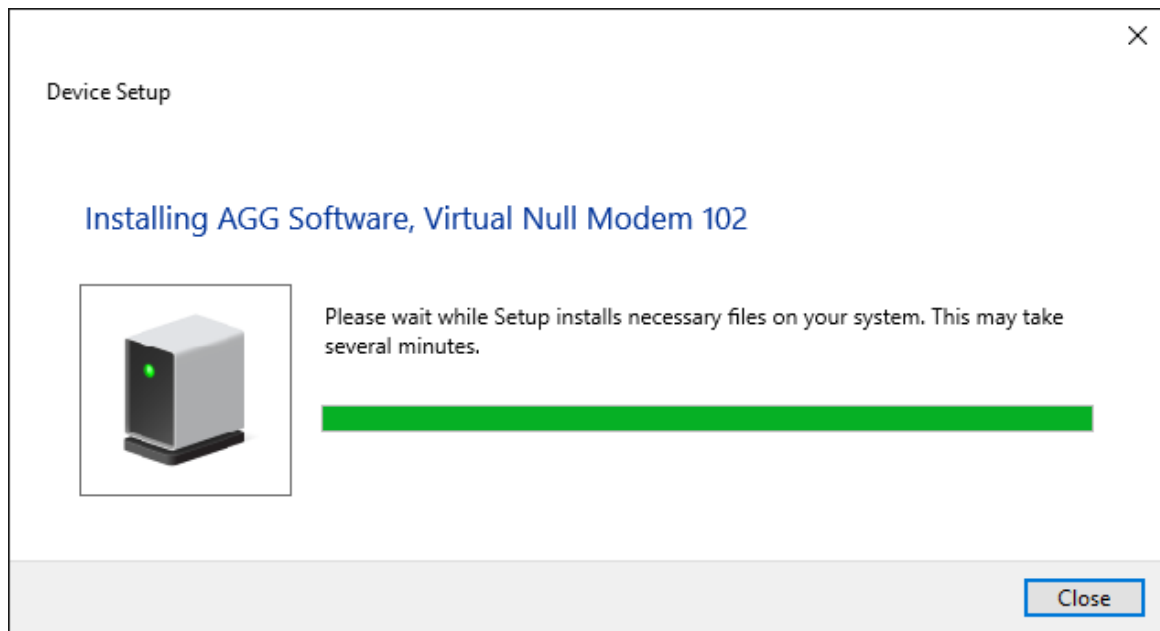 Device Setup
Installing AGG Software, Virtual Null Modem 102
Please wait while Setup installs necessary files on your system. This may take
several minutes.
Close